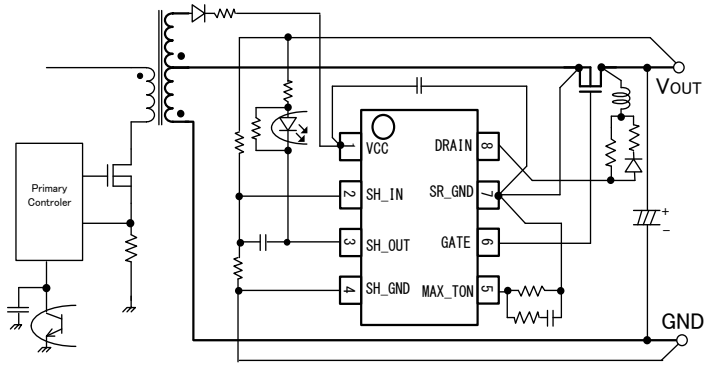 VOUT
Primary
Controler
1 VCC
2 SH_IN
3 SH_OUT
4 SH_GND
DRAIN 8
SR_GND 7
GATE 6
MAX_TON 5
+
−
GND